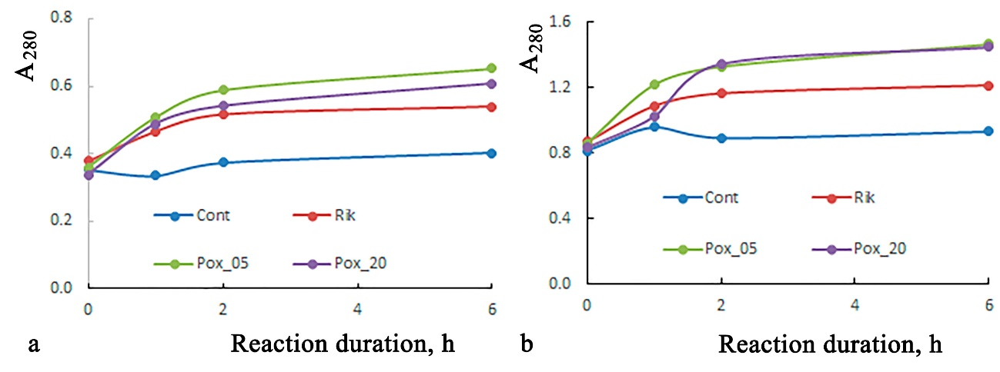 A280
0.8
0.6
0.4
0.2
0.0
0 2 4 6
Cont Rik
Pox_05 Pox_20
a Reaction duration, h
A280
1.6
1.2
0.8
0.4
0.0
0 2 4 6
Cont Rik
Pox_05 Pox_20
b Reaction duration, h